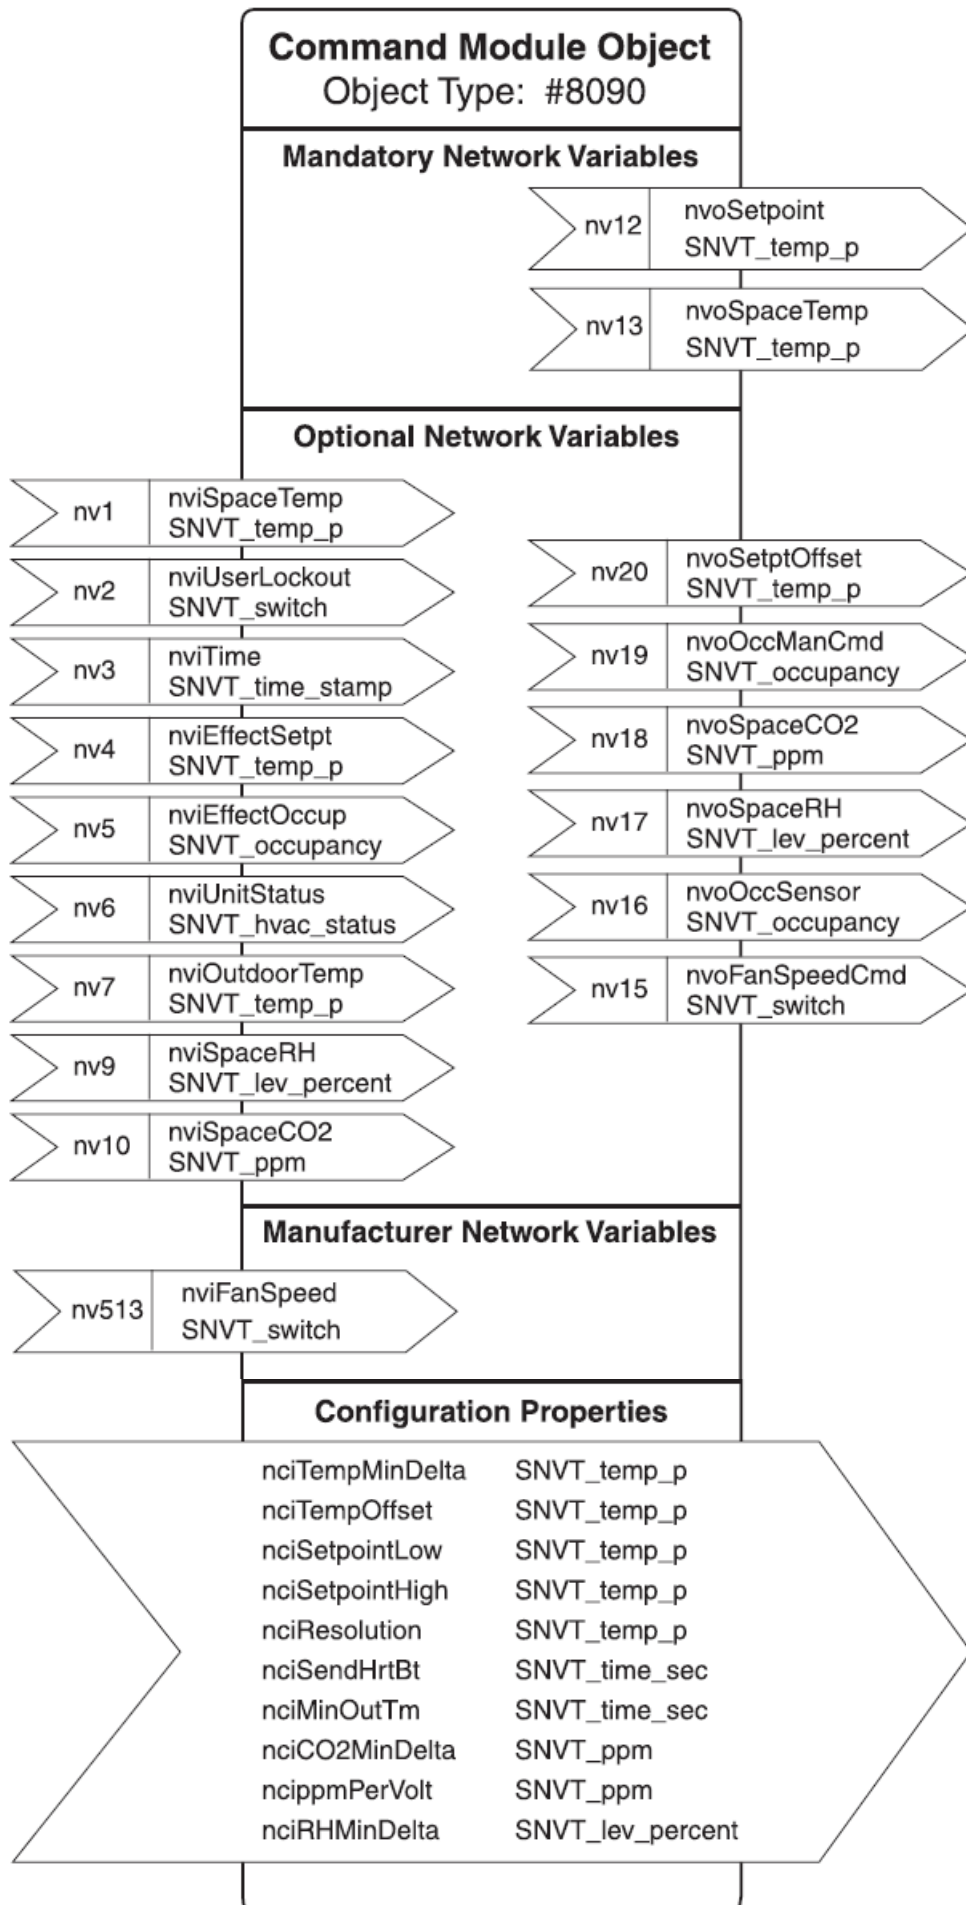 Command Module Object
Object Type: #8090
Mandatory Network Variables
nv12
nvoSetpoint
SNVT_temp_p
nv13
nvoSpaceTemp
SNVT_temp_p
Optional Network Variables
nv1
nviSpaceTemp
SNVT_temp_p
nv2
nviUserLockout
SNVT_switch
nv3
nviTime
SNVT_time_stamp
nv4
nviEffectSetpt
SNVT_temp_p
nv5
nviEffectOccup
SNVT_occupancy
nv6
nviUnitStatus
SNVT_hvac_status
nv7
nviOutdoorTemp
SNVT_temp_p
nv9
nviSpaceRH
SNVT_lev_percent
nv10
nviSpaceCO2
SNVT_ppm
nv20
nvoSetptOffset
SNVT_temp_p
nv19
nvoOccManCmd
SNVT_occupancy
nv18
nvoSpaceCO2
SNVT_ppm
nv17
nvoSpaceRH
SNVT_lev_percent
nv16
nvoOccSensor
SNVT_occupancy
nv15
nvoFanSpeedCmd
SNVT_switch
Manufacturer Network Variables
nv513
nviFanSpeed
SNVT_switch
Configuration Properties
nciTempMinDelta SNVT_temp_p
nciTempOffset SNVT_temp_p
nciSetpointLow SNVT_temp_p
nciSetpointHigh SNVT_temp_p
nciResolution SNVT_temp_p
nciSendHrtBt SNVT_time_sec
nciMinOutTm SNVT_time_sec
nciCO2MinDelta SNVT_ppm
ncippmPerVolt SNVT_ppm
nciRHMinDelta SNVT_lev_percent